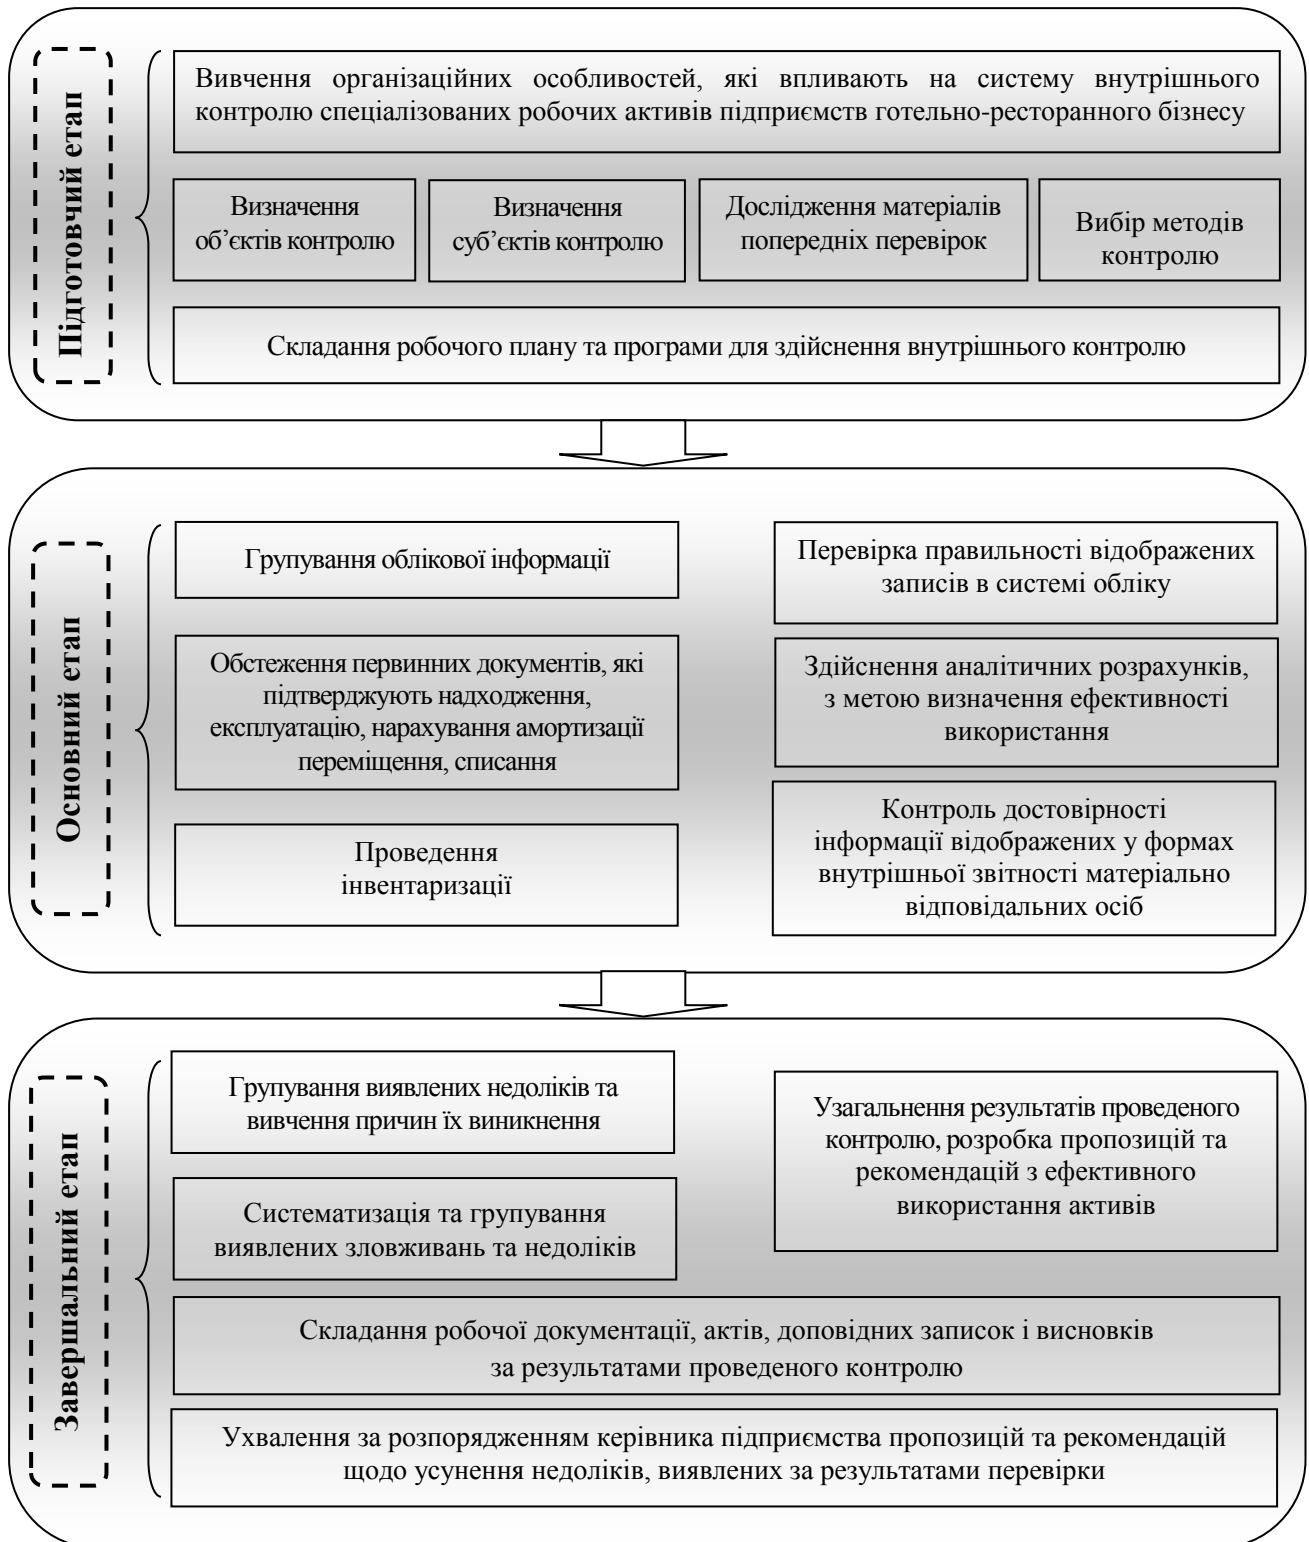 Підготовчий етап
Вивчення організаційних особливостей, які впливають на систему внутрішнього
контролю спеціалізованих робочих активів підприємств готельно-ресторанного бізнесу
Визначення
об’єктів контролю
Визначення
суб’єктів контролю
Дослідження матеріалів
попередніх перевірок
Вибір методів
контролю
Складання робочого плану та програми для здійснення внутрішнього контролю
Основний етап
Групування облікової інформації
Обстеження первинних документів, які
підтверджують надходження,
експлуатацію, нарахування амортизації
переміщення, списання
Проведення
інвентаризації
Перевірка правильності відображених
записів в системі обліку
Здійснення аналітичних розрахунків,
з метою визначення ефективності
використання
Контроль достовірності
інформації відображених у формах
внутрішньої звітності матеріально
відповідальних осіб
Завершальний етап
Групування виявлених недоліків та
вивчення причин їх виникнення
Систематизація та групування
виявлених зловживань та недоліків
Узагальнення результатів проведеного
контролю, розробка пропозицій та
рекомендацій з ефективного
використання активів
Складання робочої документації, актів, доповідних записок і висновків
за результатами проведеного контролю
Ухвалення за розпорядженням керівника підприємства пропозицій та рекомендацій
щодо усунення недоліків, виявлених за результатами перевірки